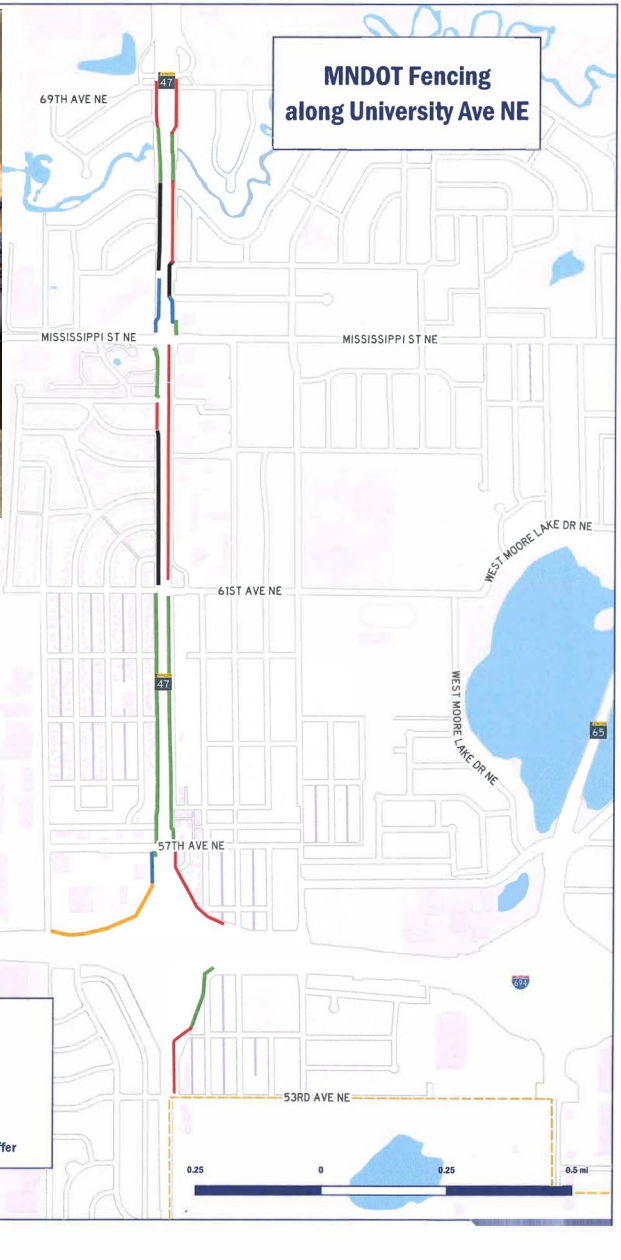 MNDOT Fencing
along University Ave NE
47
69TH AVE NE
MISSISSIPPI ST NE
MISSISSIPPI ST NE
WEST MOORE LAKE DR NE
61ST AVE NE
47
WEST MOORE LAKE DR NE
65
57TH AVE NE
694
53RD AVE NE
ffer
0.25
0
0.25
0.5 mi